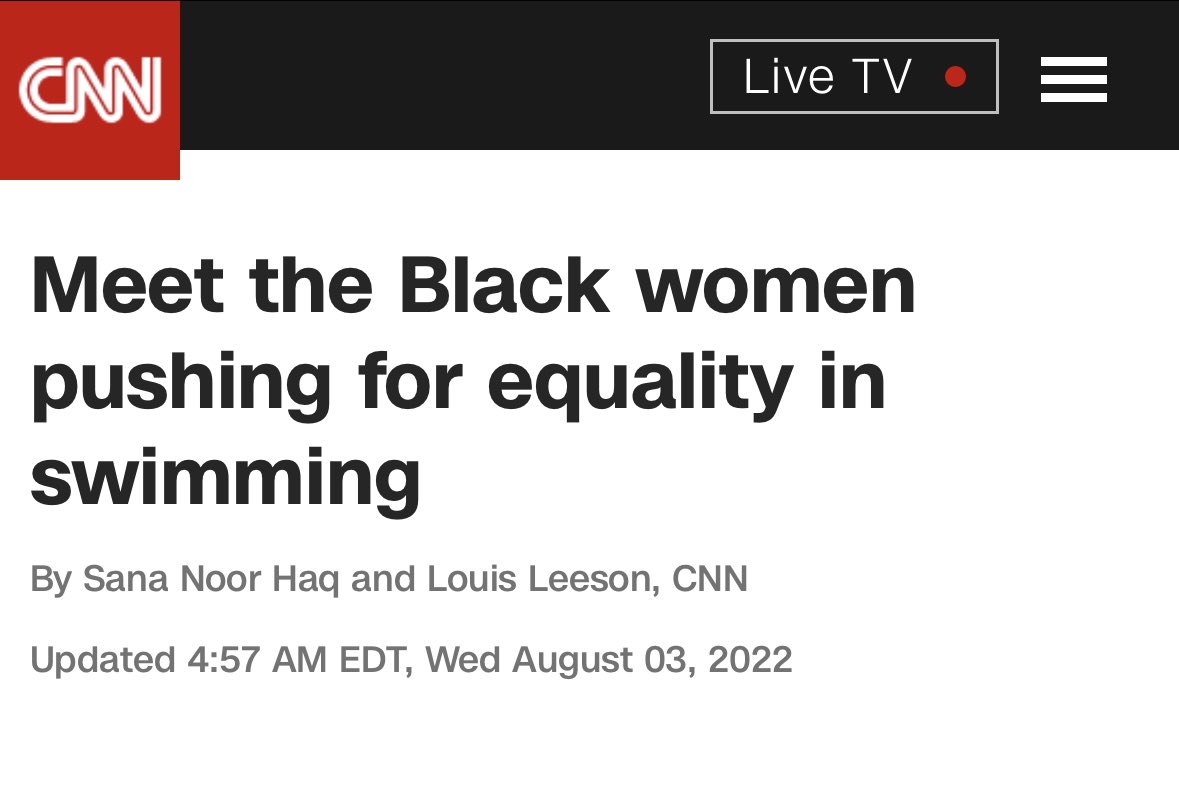 CNN
Live TV
Meet the Black women
pushing for equality in
swimming
By Sana Noor Haq and Louis Leeson, CNN
Updated 4:57 AM EDT, Wed August 03, 2022